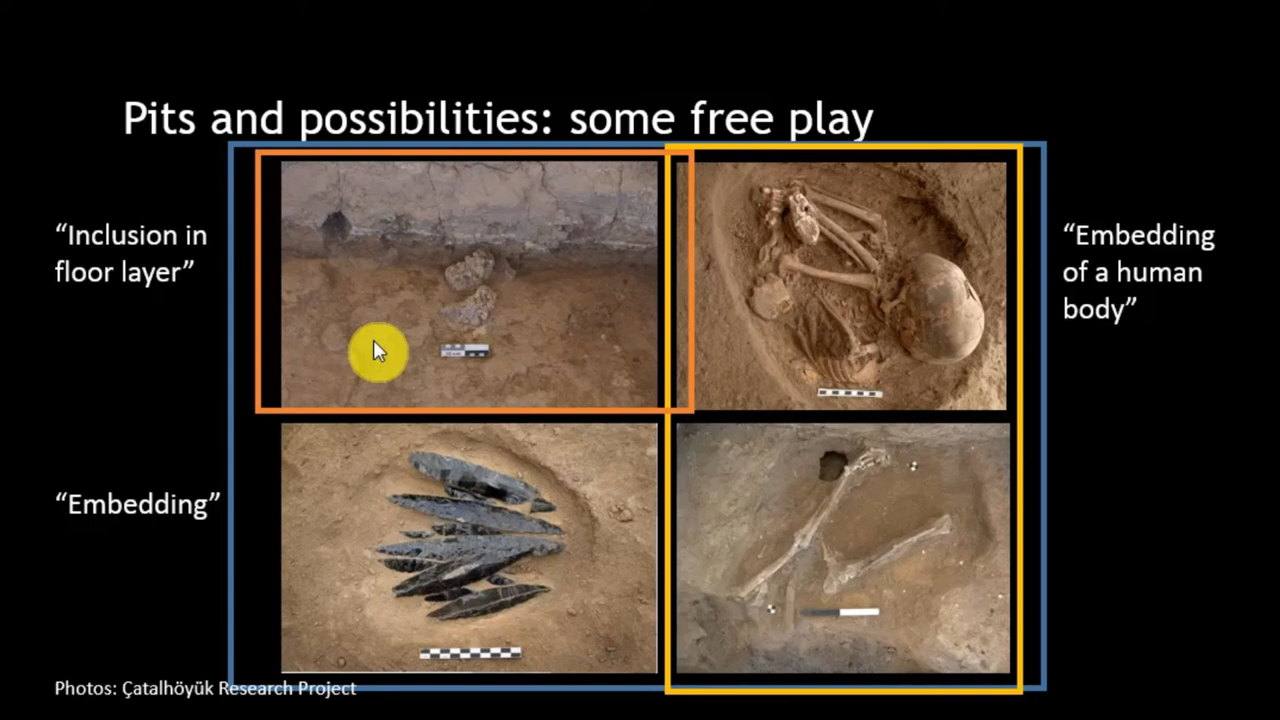 Pits and possibilities: some free play
“Inclusion in
floor layer”
“Embedding
of a human
body”
“Embedding”
Photos: Çatalhöyük Research Project